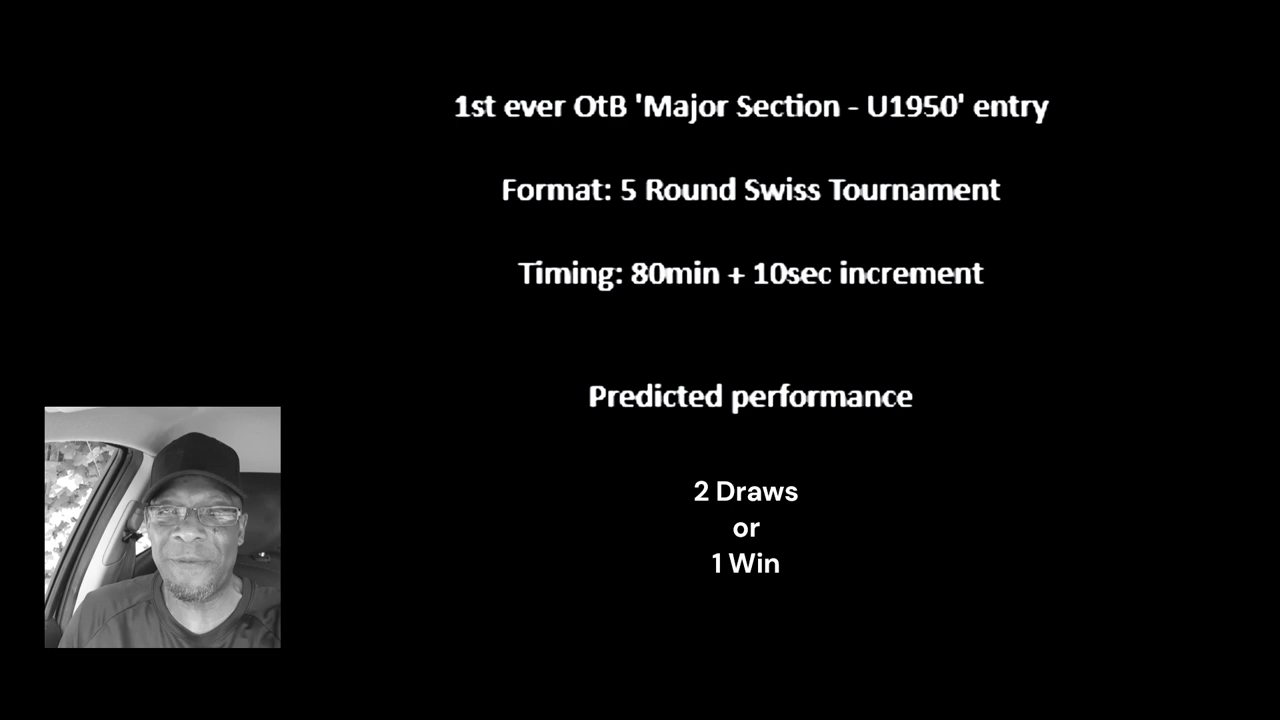 1st ever OtB 'Major Section - U1950' entry
Format: 5 Round Swiss Tournament
Timing: 80min + 10sec increment
Predicted performance
2 Draws
or
1 Win